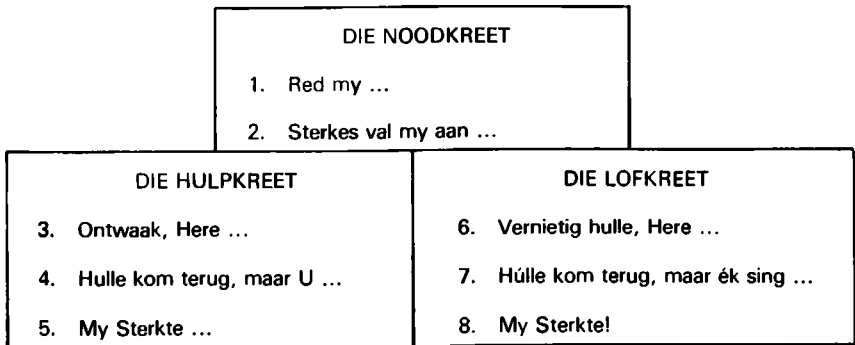 DIE NOODKREET
1. Red my ...
2. Sterkes val my aan ...
DIE HULPKREET
3. Ontwaak, Here ...
4. Hulle kom terug, maar U ...
5. My Sterkte ...
DIE LOFKREET
6. Vernietig hulle, Here ...
7. Húlle kom terug, maar ék sing ...
8. My Sterkte!